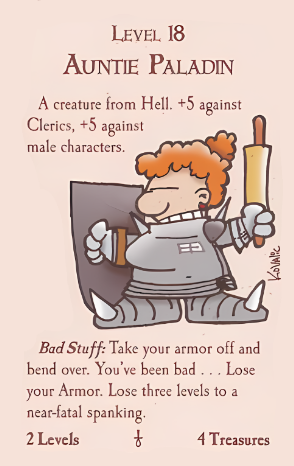 Level 18
Auntie Paladin
A creature from Hell. +5 against
Clerics, +5 against
male characters.
Kovalic
Bad Stuff: Take your armor off and
bend over. You've been bad . . . Lose
your Armor. Lose three levels to a
near-fatal spanking.
2 Levels 4 Treasures